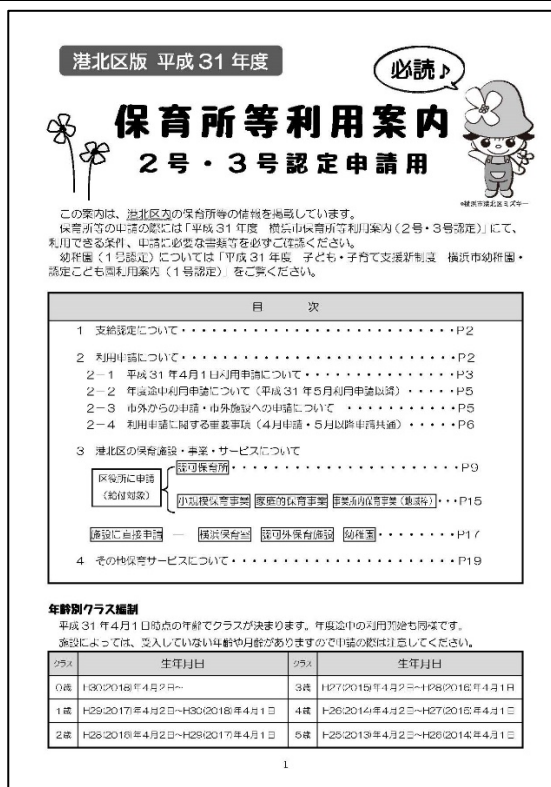 港北区版 平成31年度
必読♪
保育所等利用案内
2号・3号認定申請用
©横浜市港北区ミズキー
この案内は、港北区内の保育所等の情報を掲載しています。
保育所等の申請の際には「平成31年度 横浜市保育所等利用案内（2号・3号認定）」にて、
利用できる条件、申請に必要な書類等を必ずご確認ください。
幼稚園（1号認定）については「平成31年度 子ども・子育て支援新制度 横浜市幼稚園・
認定こども園利用案内（1号認定）」をご覧ください。
目 次
1 支給認定について・・・・・・・・・・・・・・・・・・・・・・・・・・P2
2 利用申請について・・・・・・・・・・・・・・・・・・・・・・・・・・P2
2－1 平成31年4月1日利用申請について・・・・・・・・・・・・・・・P3
2－2 年度途中利用申請について（平成31年5月利用申請以降）・・・・・P5
2－3 市外からの申請・市外施設への申請について ・・・・・・・・・・・P5
2－4 利用申請に関する重要事項（4月申請・5月以降申請共通）・・・・・P6
3 港北区の保育施設・事業・サービスについて
区役所に申請
（給付対象）
認可保育所・・・・・・・・・・・・・・・・・・・・P9
小規模保育事業 家庭的保育事業 事業所内保育事業（地域枠）・・・P15
施設に直接申請 ― 横浜保育室 認可外保育施設 幼稚園・・・・・・・P17
4 その他保育サービスについて・・・・・・・・・・・・・・・・・・・・・P19
年齢別クラス編制
平成31年4月1日時点の年齢でクラスが決まります。年度途中の利用開始も同様です。
施設によっては、受入していない年齢や月齢がありますので申請の際は注意してください。
クラス 生年月日 クラス 生年月日
0歳 H30(2018)年4月2日～ 3歳 H27(2015)年4月2日～H28(2016)年4月1日
1歳 H29(2017)年4月2日～H30(2018)年4月1日 4歳 H26(2014)年4月2日～H27(2015)年4月1日
2歳 H28(2016)年4月2日～H29(2017)年4月1日 5歳 H25(2013)年4月2日～H26(2014)年4月1日
1